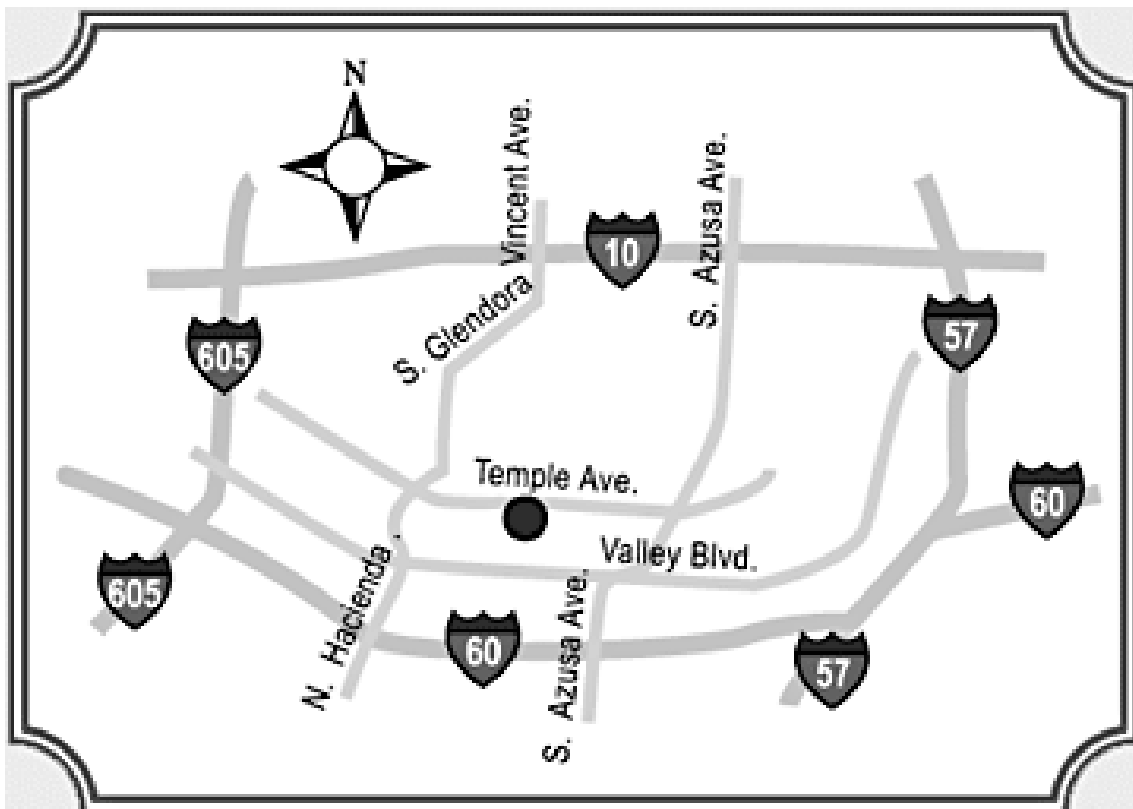 N
Vincent Ave.
S. Azusa Ave.
10
S. Glendora
605
57
Temple Ave.
60
Valley Blvd.
605
N. Hacienda
60
S. Azusa Ave.
57